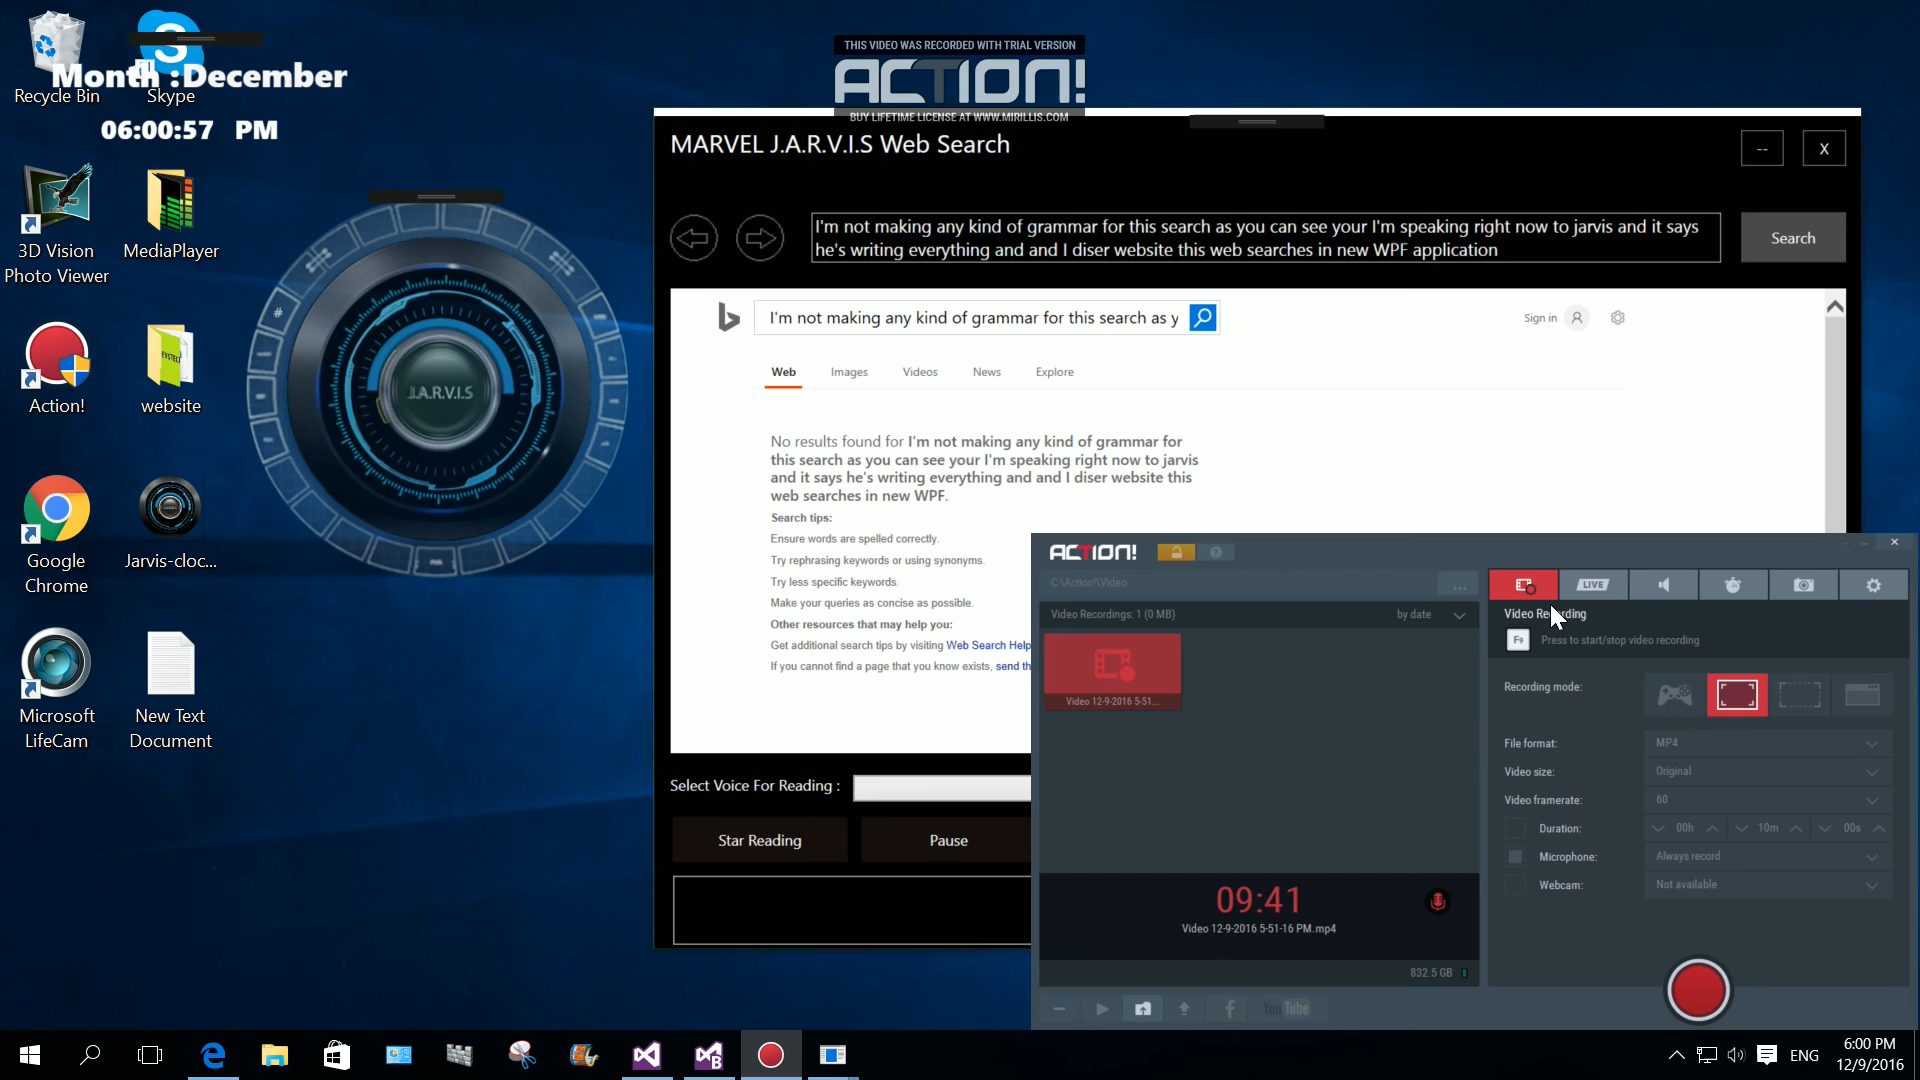 THIS VIDEO WAS RECORDED WITH TRIAL VERSION
ACTION!
BUY LIFETIME LICENSE AT WWW.MIRILLIS.COM
Month :December
06:00:57 PM
Recycle Bin
Skype
3D Vision
Photo Viewer
MediaPlayer
Action!
website
Google
Chrome
Jarvis-cloc...
Microsoft
LifeCam
New Text
Document
J.A.R.V.I.S
MARVEL J.A.R.V.I.S Web Search
--
X
I'm not making any kind of grammar for this search as you can see your I'm speaking right now to jarvis and it says
he's writing everything and and I diser website this web searches in new WPF application
Search
I'm not making any kind of grammar for this search as y
Sign in
Web
Images
Videos
News
Explore
No results found for I'm not making any kind of grammar for
this search as you can see your I'm speaking right now to jarvis
and it says he's writing everything and and I diser website this
web searches in new WPF.
Search tips:
Ensure words are spelled correctly.
Try rephrasing keywords or using synonyms.
Try less specific keywords.
Make your queries as concise as possible.
Other resources that may help you:
Get additional search tips by visiting Web Search Help
If you cannot find a page that you know exists, send th
Select Voice For Reading :
Star Reading
Pause
ACTION!
C:\Action!\Video
...
Video Recordings: 1 (0 MB)
by date
Video 12-9-2016 5-51...
09:41
Video 12-9-2016 5-51-16 PM.mp4
832.5 GB
YouTube
LIVE
Video Recording
F9
Press to start/stop video recording
Recording mode:
File format:
MP4
Video size:
Original
Video framerate:
60
Duration:
00h
10m
00s
Microphone:
Always record
Webcam:
Not available
ENG
6:00 PM
12/9/2016